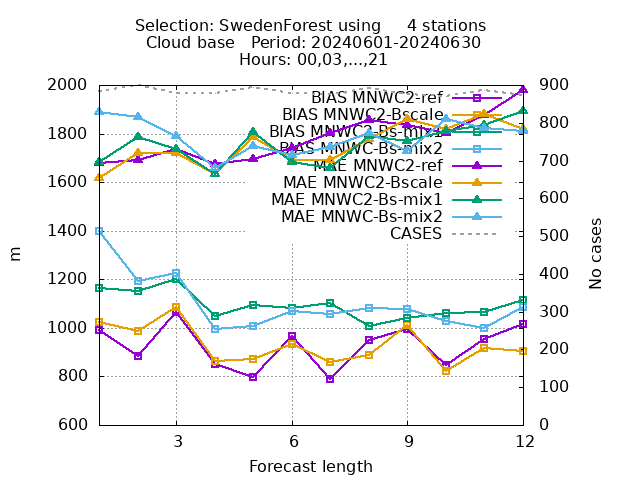 Selection: SwedenForest using 4 stations
Cloud base Period: 20240601-20240630
Hours: 00,03,...,21
2000
1800
1600
1400
1200
1000
800
600
m
900
800
700
600
500
400
300
200
100
0
No cases
BIAS MNWC2-ref
BIAS MNWC2-Bscale
BIAS MNWC2-Bs-mix1
BIAS MNWC-Bs-mix2
MAE MNWC2-ref
MAE MNWC2-Bscale
MAE MNWC2-Bs-mix1
MAE MNWC-Bs-mix2
CASES
3 6 9 12
Forecast length